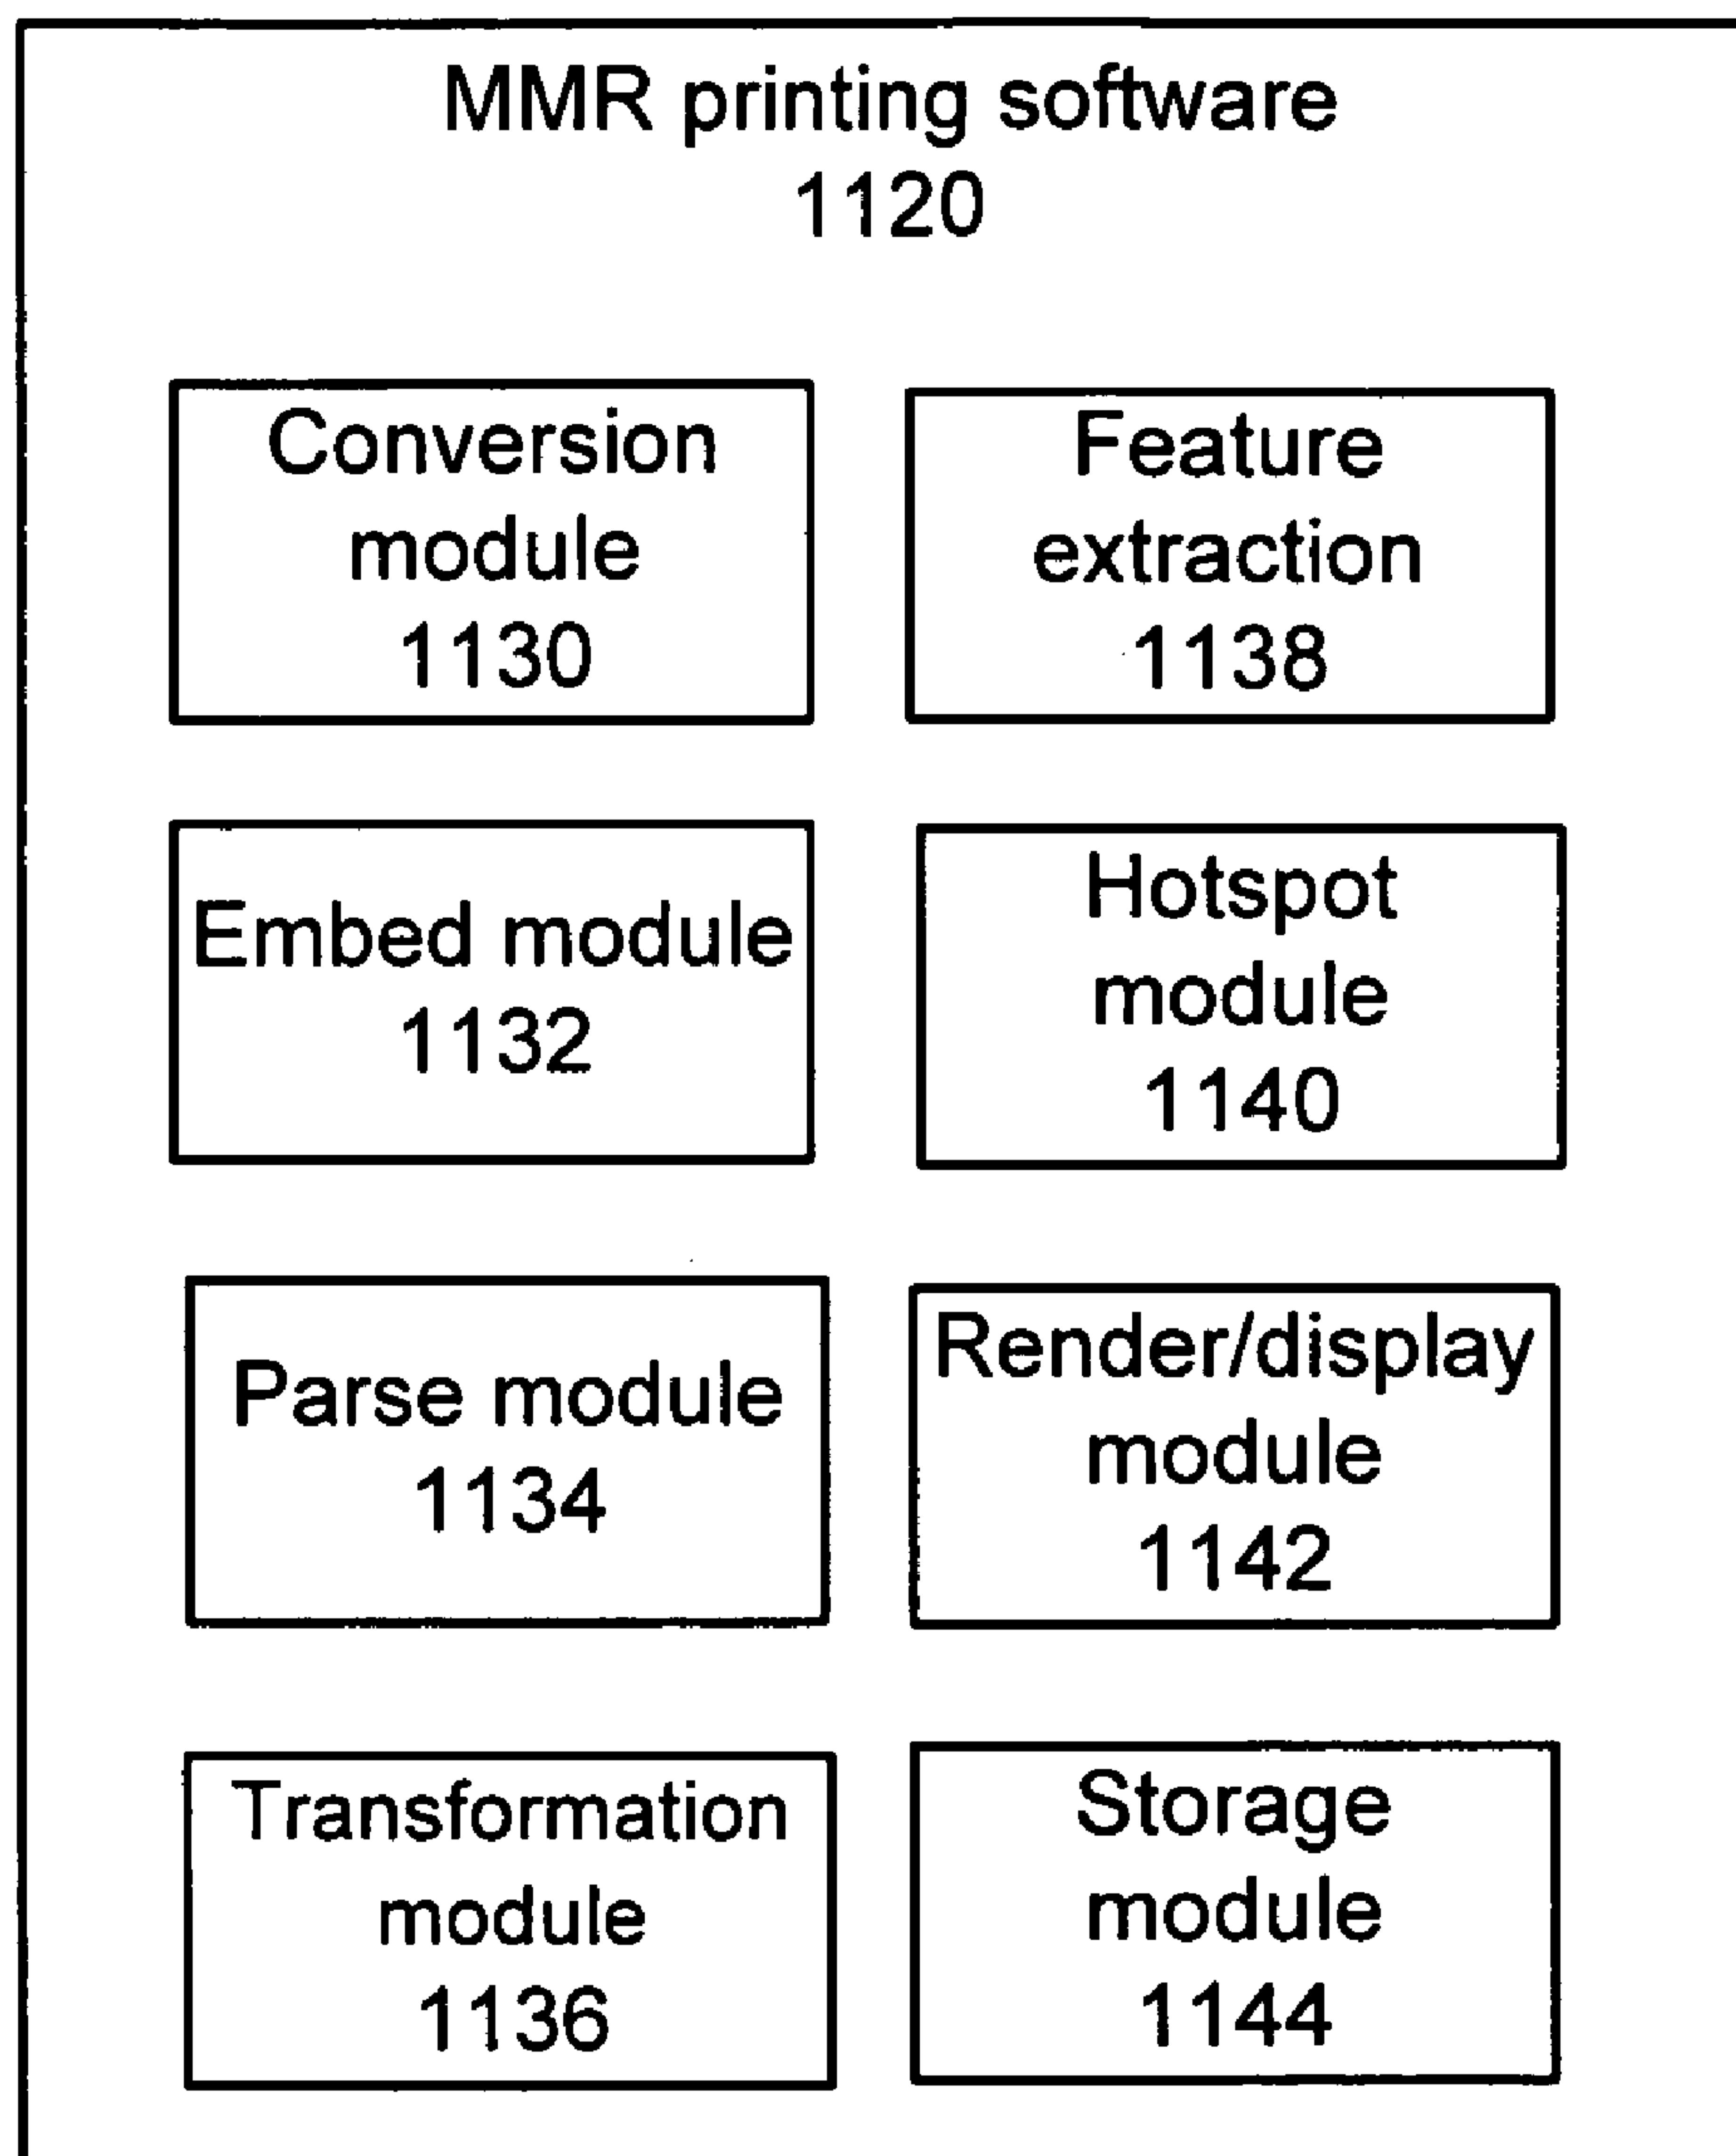 MMR printing software
1120
Conversion
module
1130
Feature
extraction
1138
Embed module
1132
Hotspot
module
1140
Parse module
1134
Render/display
module
1142
Transformation
module
1136
Storage
module
1144